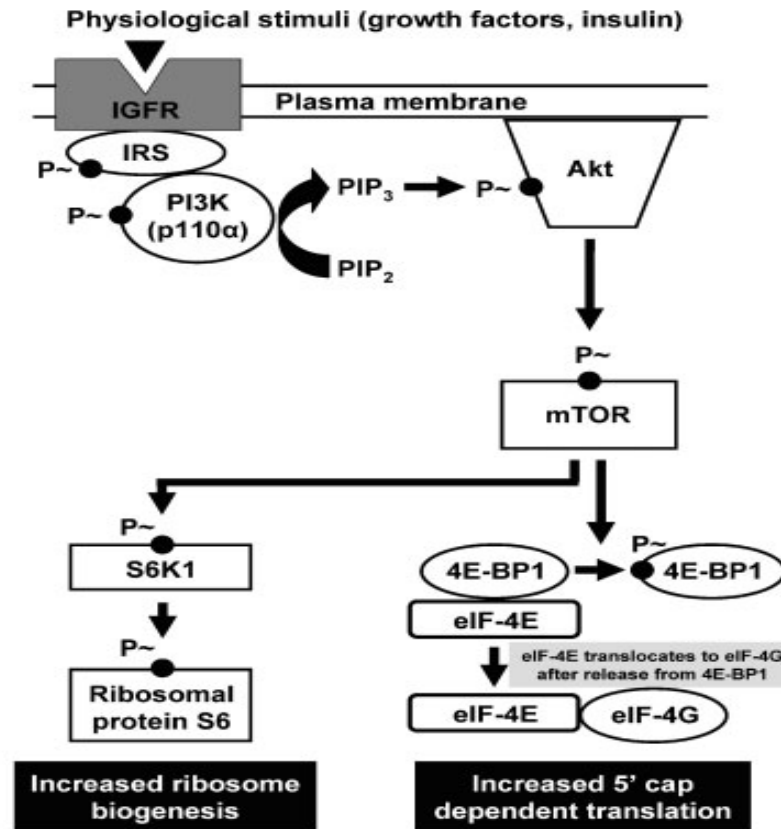 Physiological stimuli (growth factors, insulin)
IGFR
Plasma membrane
IRS
P~
P~
PI3K
(p110α)
PIP3
PIP2
P~
Akt
P~
mTOR
P~
S6K1
P~
Ribosomal
protein S6
4E-BP1
P~
4E-BP1
eIF-4E
eIF-4E translocates to eIF-4G
after release from 4E-BP1
eIF-4E
eIF-4G
Increased ribosome
biogenesis
Increased 5' cap
dependent translation